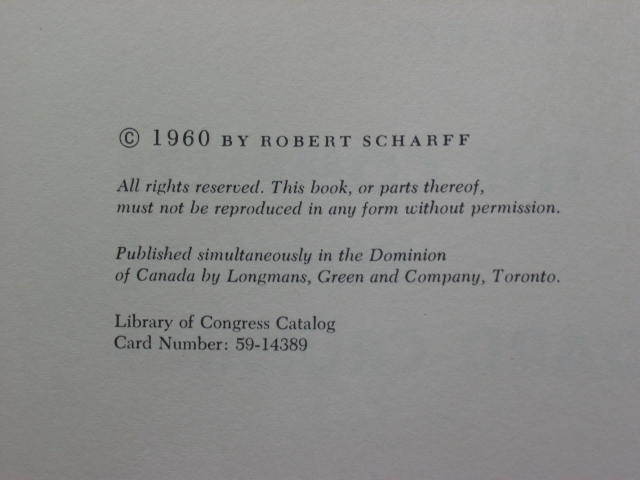 © 1960 BY ROBERT SCHARFF
All rights reserved. This book, or parts thereof,
must not be reproduced in any form without permission.
Published simultaneously in the Dominion
of Canada by Longmans, Green and Company, Toronto.
Library of Congress Catalog
Card Number: 59-14389